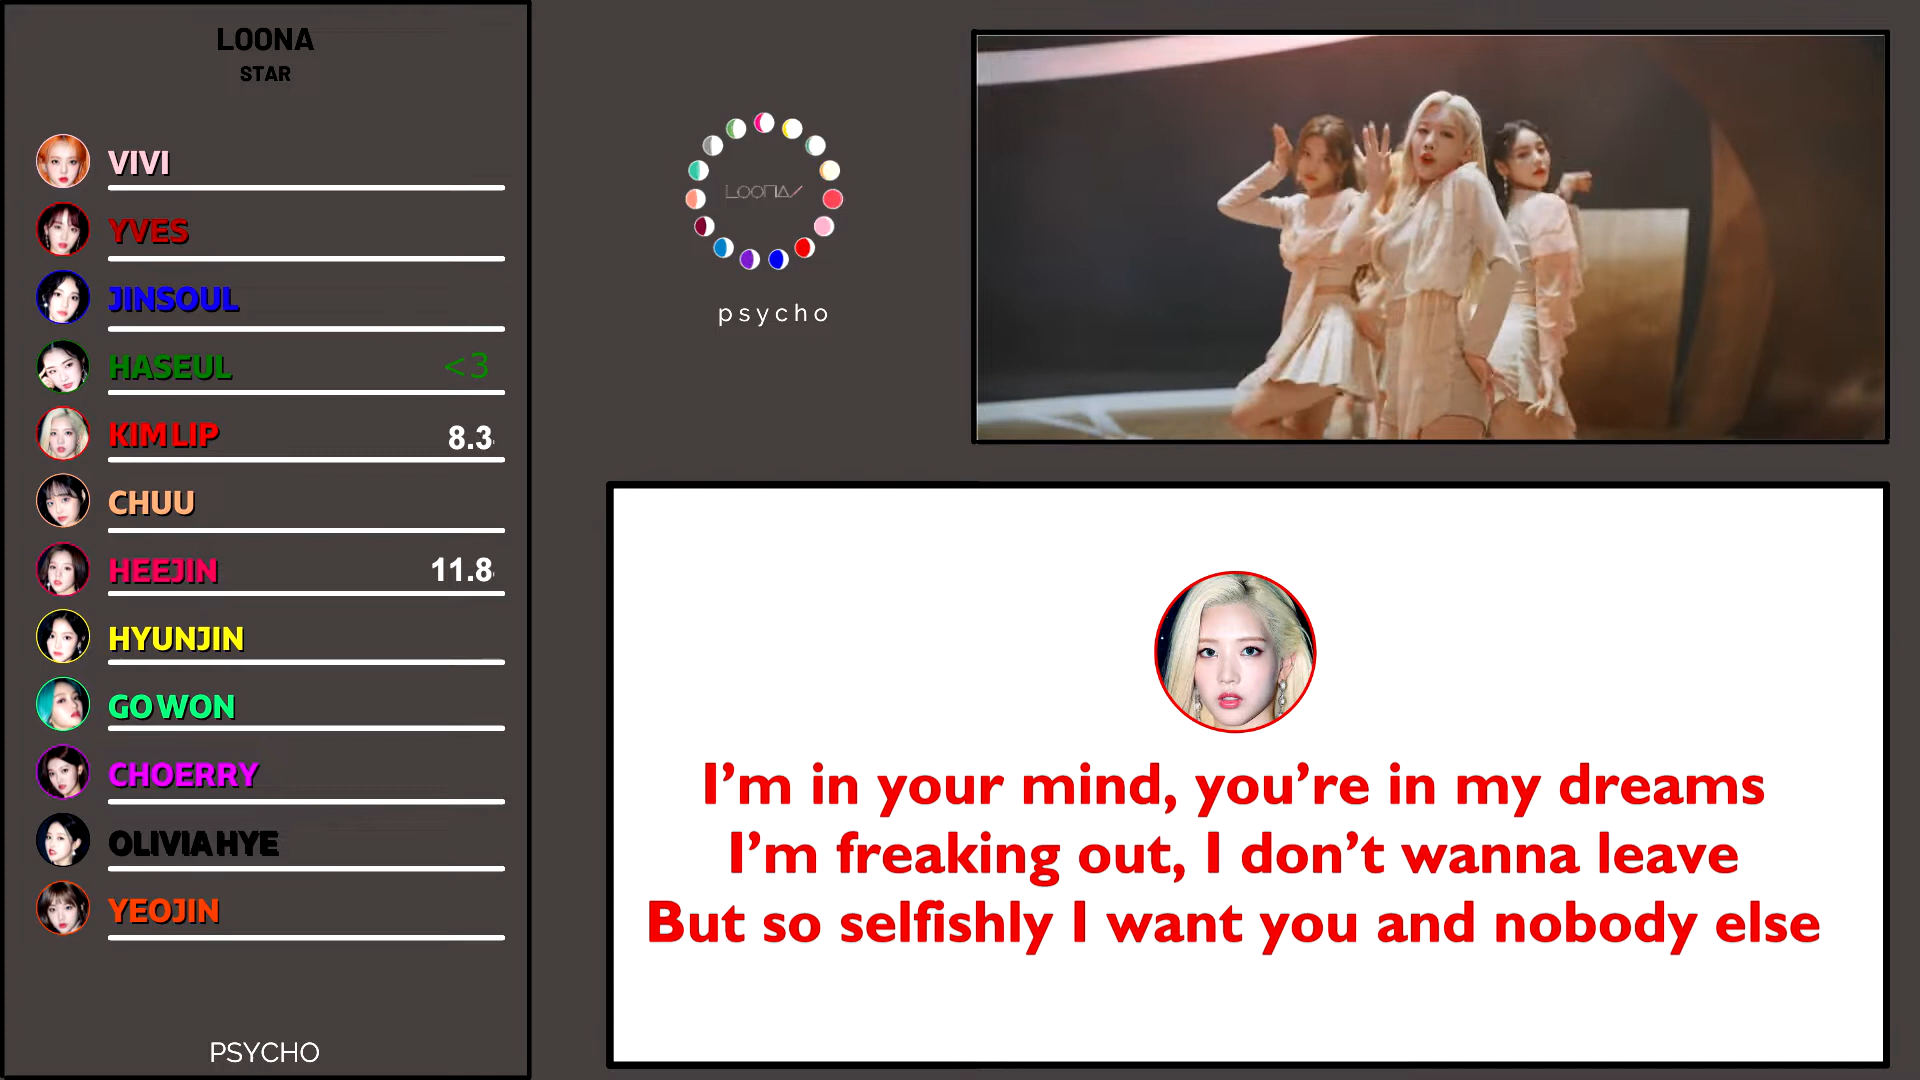 LOONA
STAR
VIVI
YVES
JINSOUL
HASEUL <3
KIM LIP 8.3
CHUU
HEEJIN 11.8
HYUNJIN
GO WON
CHOERRY
OLIVIA HYE
YEOJIN
PSYCHO
LOONA
psycho
I’m in your mind, you’re in my dreams
I’m freaking out, I don’t wanna leave
But so selfishly I want you and nobody else